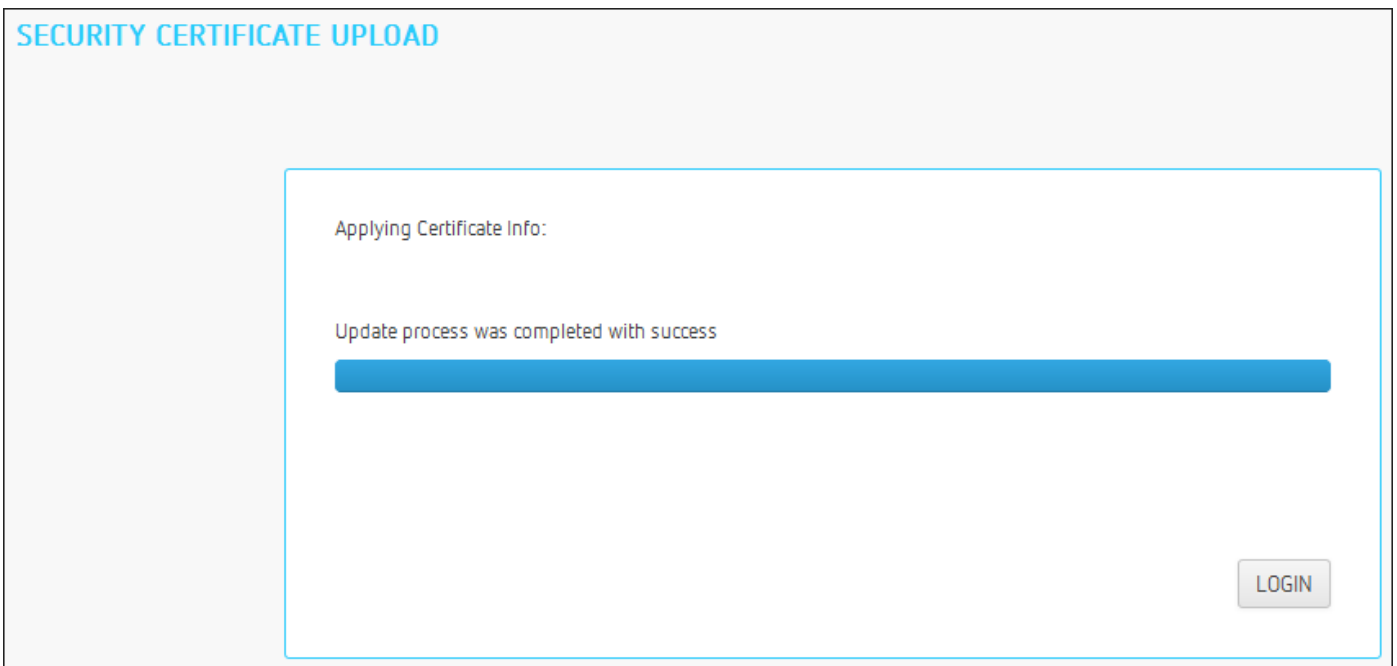 SECURITY CERTIFICATE UPLOAD
Applying Certificate Info:
Update process was completed with success
LOGIN